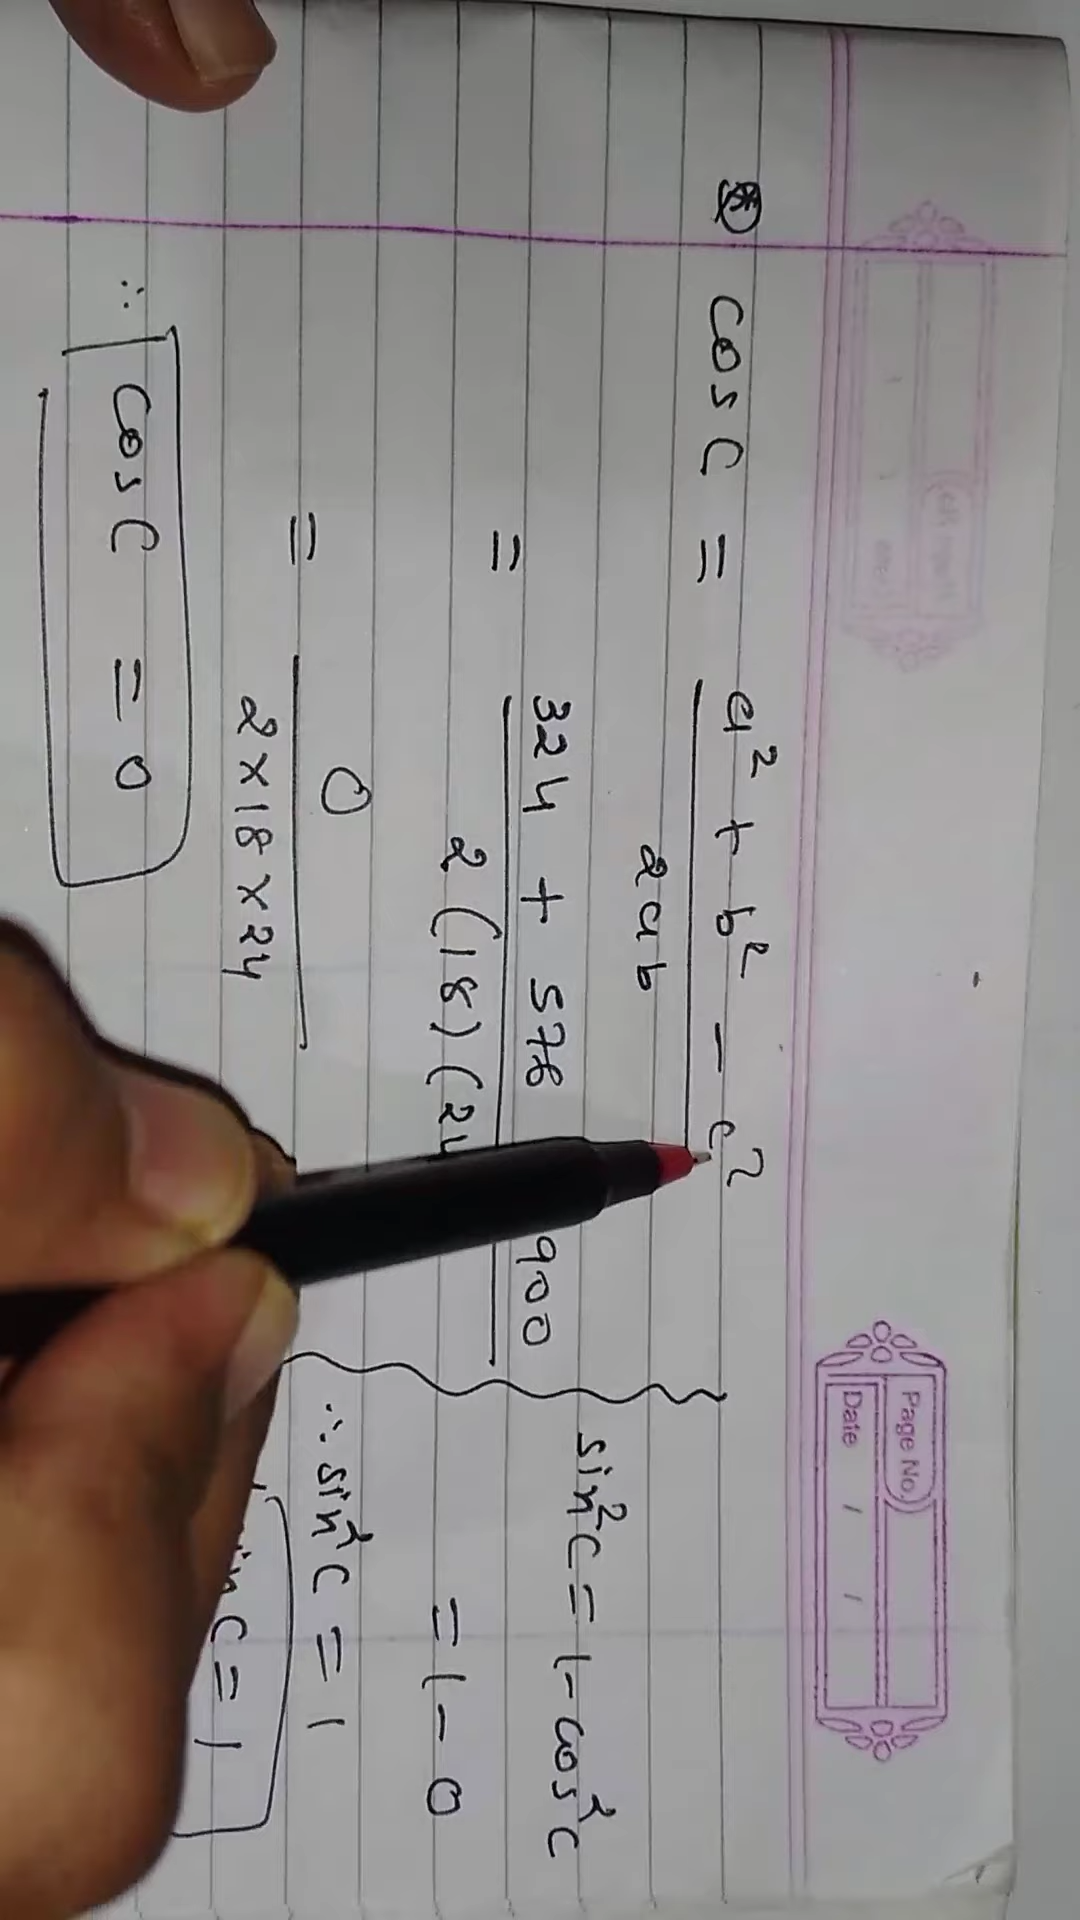 Page No.
Date / /
cos C = a² + b² - c² / 2ab
= 324 + 576 900 / 2(18)(24
= 0 / 2×18×24
∴ cos C = 0
sin²C = 1 - cos²C
= 1 - 0
∴ sin²C = 1
sin C = 1